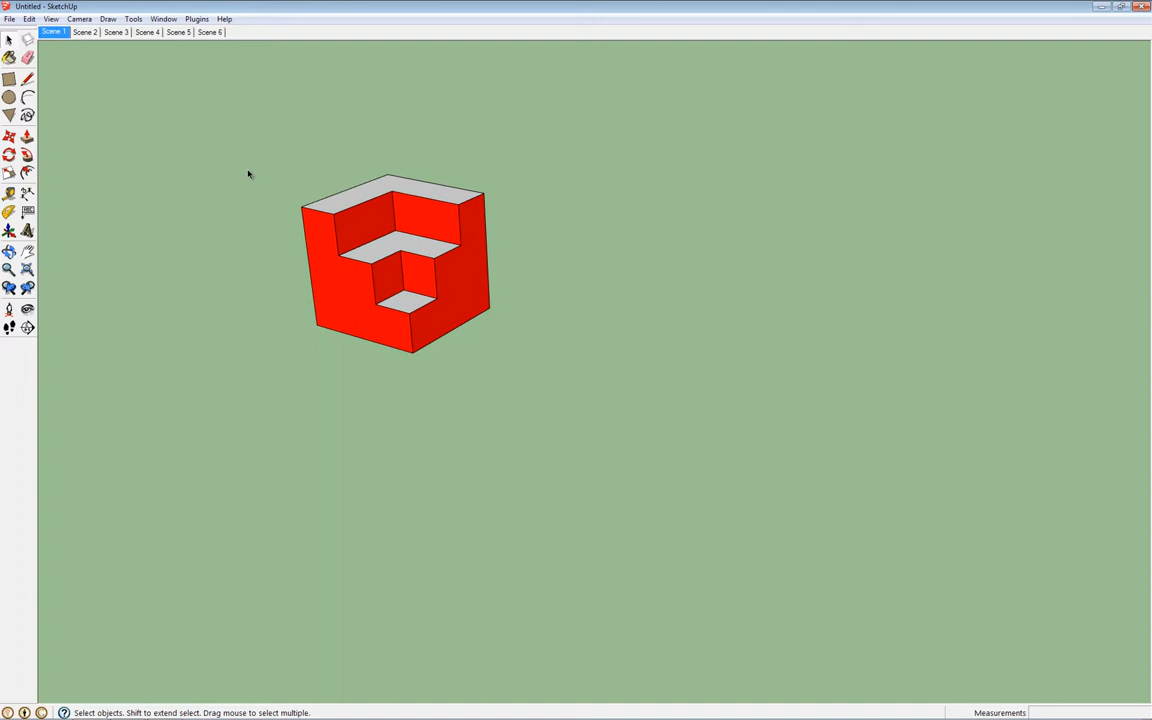 Untitled - SketchUp
File Edit View Camera Draw Tools Window Plugins Help
Scene 1 Scene 2 Scene 3 Scene 4 Scene 5 Scene 6
Select objects. Shift to extend select. Drag mouse to select multiple. Measurements